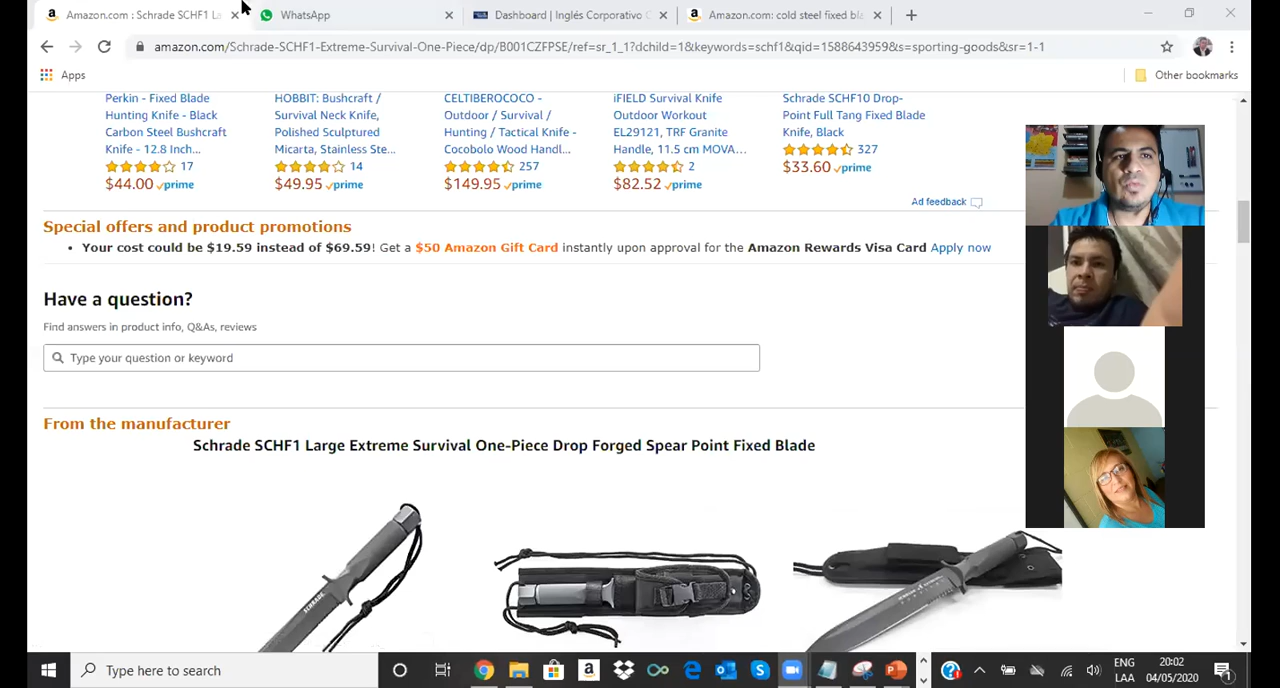 Amazon.com : Schrade SCHF1 La
WhatsApp
Dashboard | Inglés Corporativo C
Amazon.com: cold steel fixed bla
amazon.com/Schrade-SCHF1-Extreme-Survival-One-Piece/dp/B001CZFPSE/ref=sr_1_1?dchild=1&keywords=schf1&qid=1588643959&s=sporting-goods&sr=1-1
Apps
Other bookmarks
Perkin - Fixed Blade
Hunting Knife - Black
Carbon Steel Bushcraft
Knife - 12.8 Inch...
17
$44.00 prime
HOBBIT: Bushcraft /
Survival Neck Knife,
Polished Sculptured
Micarta, Stainless Ste...
14
$49.95 prime
CELTIBEROCOCO -
Outdoor / Survival /
Hunting / Tactical Knife -
Cocobolo Wood Handl...
257
$149.95 prime
iFIELD Survival Knife
Outdoor Workout
EL29121, TRF Granite
Handle, 11.5 cm MOVA...
2
$82.52 prime
Schrade SCHF10 Drop-
Point Full Tang Fixed Blade
Knife, Black
327
$33.60 prime
Ad feedback
Special offers and product promotions
• Your cost could be $19.59 instead of $69.59! Get a $50 Amazon Gift Card instantly upon approval for the Amazon Rewards Visa Card Apply now
Have a question?
Find answers in product info, Q&As, reviews
Type your question or keyword
From the manufacturer
Schrade SCHF1 Large Extreme Survival One-Piece Drop Forged Spear Point Fixed Blade
SCHRADE
Type here to search
ENG
LAA
20:02
04/05/2020
1